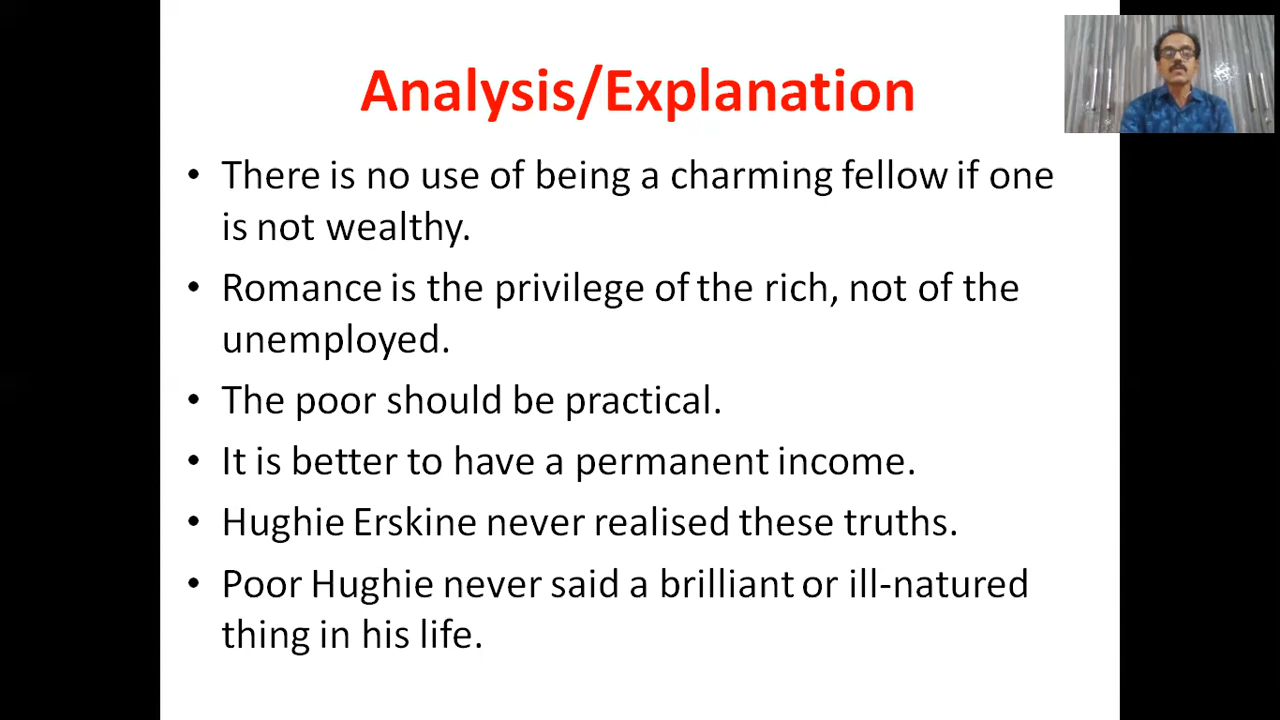 Analysis/Explanation
• There is no use of being a charming fellow if one
is not wealthy.
• Romance is the privilege of the rich, not of the
unemployed.
• The poor should be practical.
• It is better to have a permanent income.
• Hughie Erskine never realised these truths.
• Poor Hughie never said a brilliant or ill-natured
thing in his life.